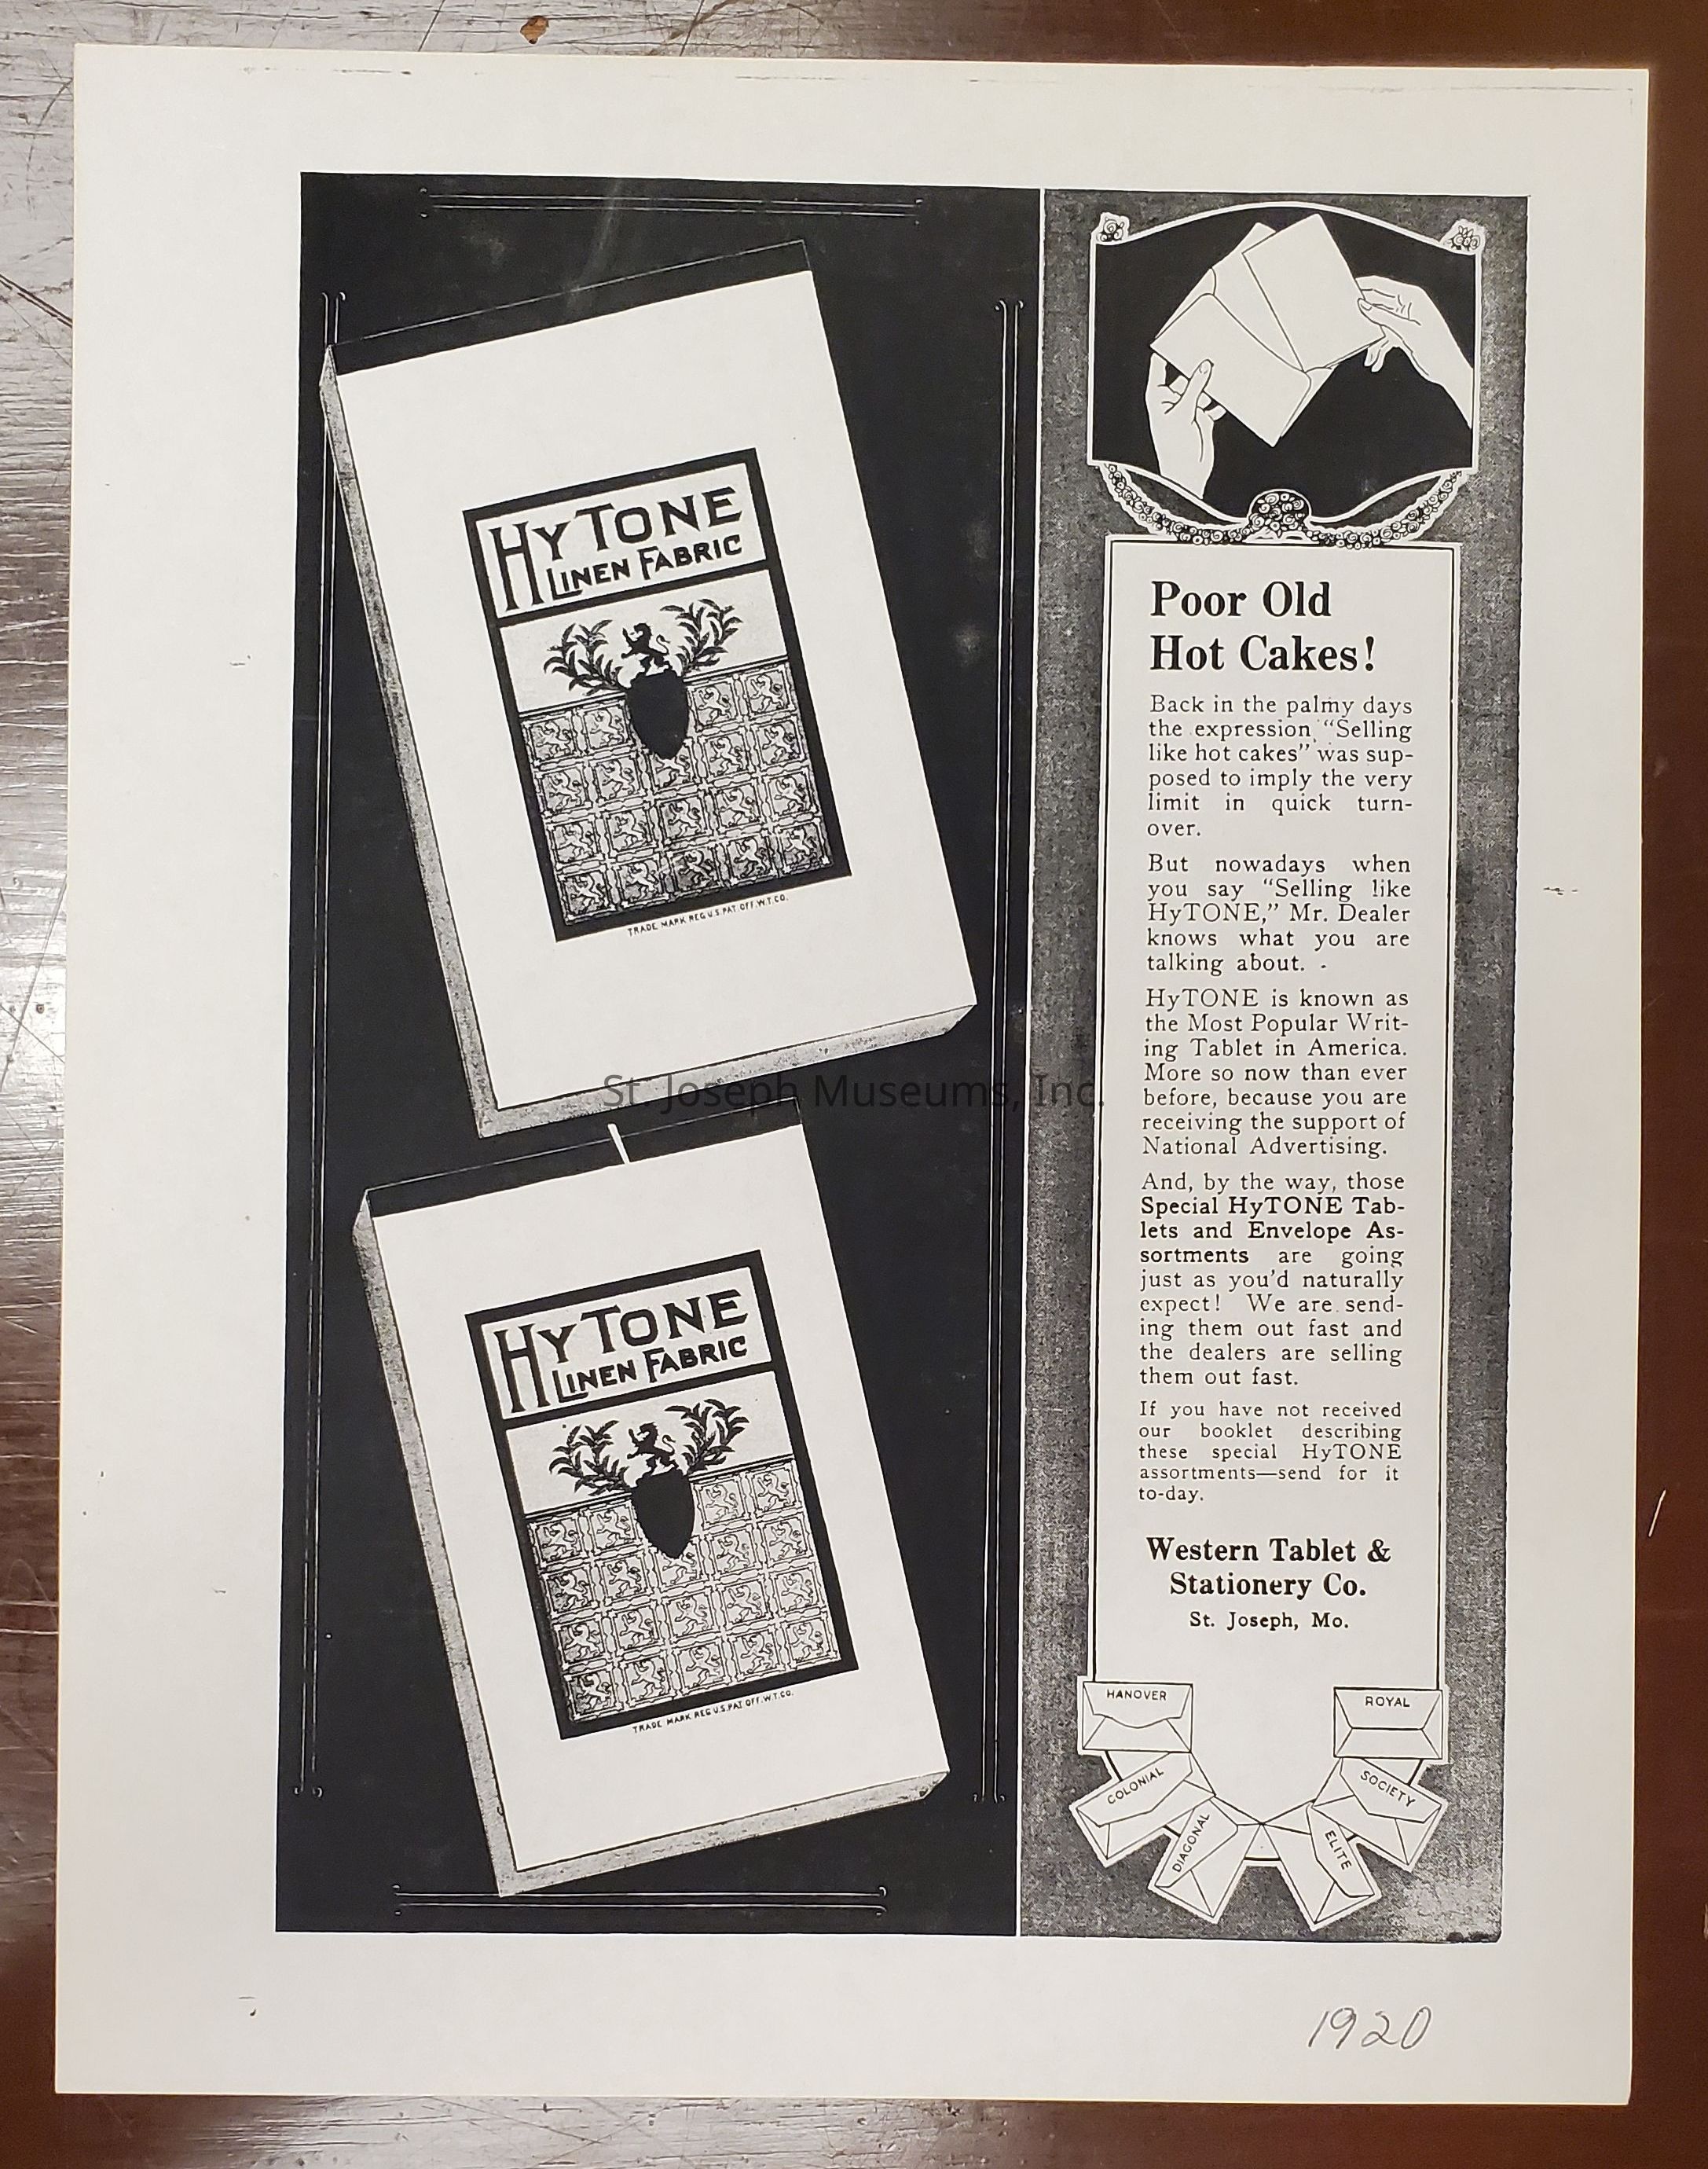 HYTONE
LINEN FABRIC
TRADE MARK REG U.S. PAT. OFF. W.T.CO.
HYTONE
LINEN FABRIC
TRADE MARK REG U.S. PAT. OFF. W.T.CO.
Poor Old
Hot Cakes!
Back in the palmy days
the expression, “Selling
like hot cakes” was sup-
posed to imply the very
limit in quick turn-
over.
But nowadays when
you say “Selling like
HyTONE,” Mr. Dealer
knows what you are
talking about.
HyTONE is known as
the Most Popular Writ-
ing Tablet in America.
More so now than ever
before, because you are
receiving the support of
National Advertising.
And, by the way, those
Special HyTONE Tab-
lets and Envelope As-
sortments are going
just as you’d naturally
expect! We are send-
ing them out fast and
the dealers are selling
them out fast.
If you have not received
our booklet describing
these special HyTONE
assortments—send for it
to-day.
Western Tablet &
Stationery Co.
St. Joseph, Mo.
HANOVER
COLONIAL
DIAGONAL
ELITE
SOCIETY
ROYAL
St. Joseph Museums, Inc.
1920